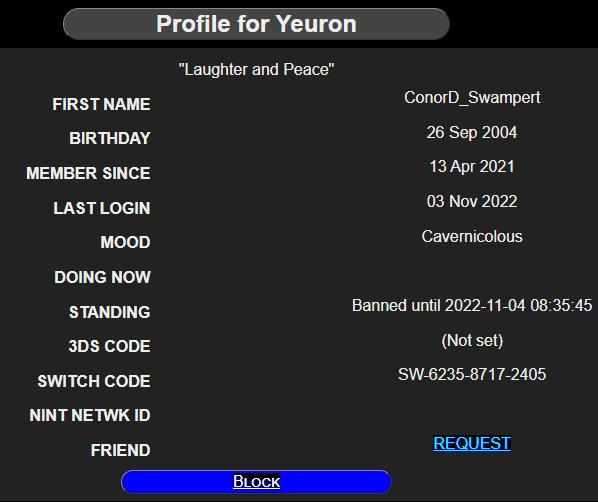 Profile for Yeuron
"Laughter and Peace"
FIRST NAME ConorD_Swampert
BIRTHDAY 26 Sep 2004
MEMBER SINCE 13 Apr 2021
LAST LOGIN 03 Nov 2022
MOOD Cavernicolous
DOING NOW
STANDING Banned until 2022-11-04 08:35:45
3DS CODE (Not set)
SWITCH CODE SW-6235-8717-2405
NINT NETWK ID
FRIEND REQUEST
BLOCK